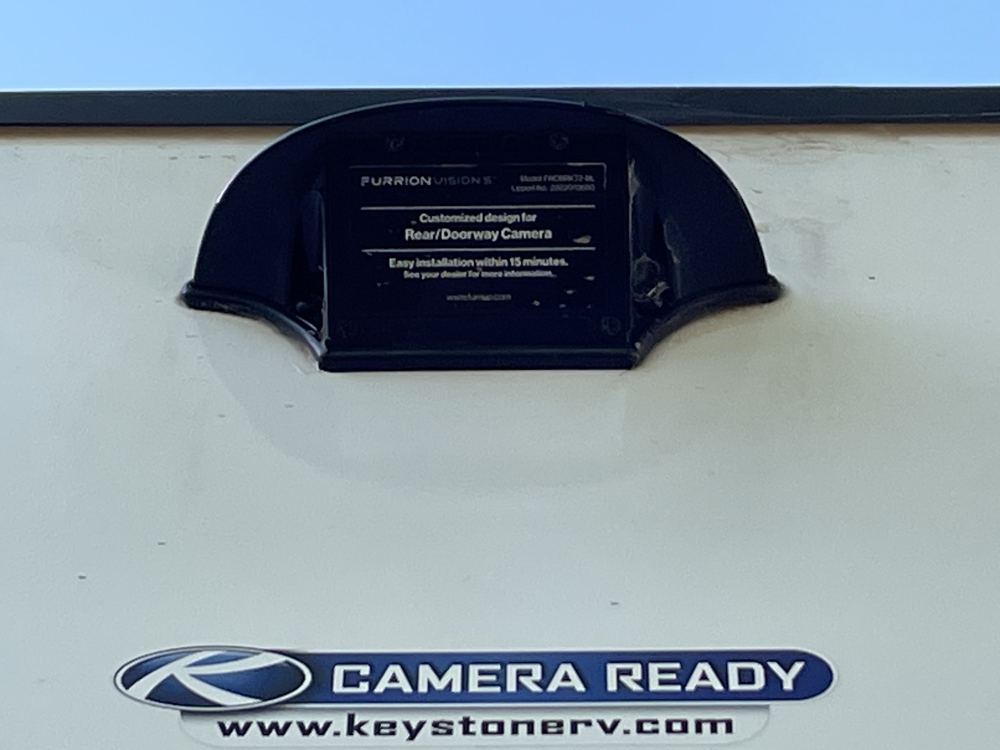 FURRION VISION S
Customized design for
Rear/Doorway Camera
Easy installation within 15 minutes.
See your dealer for more information.
CAMERA READY
www.keystonerv.com